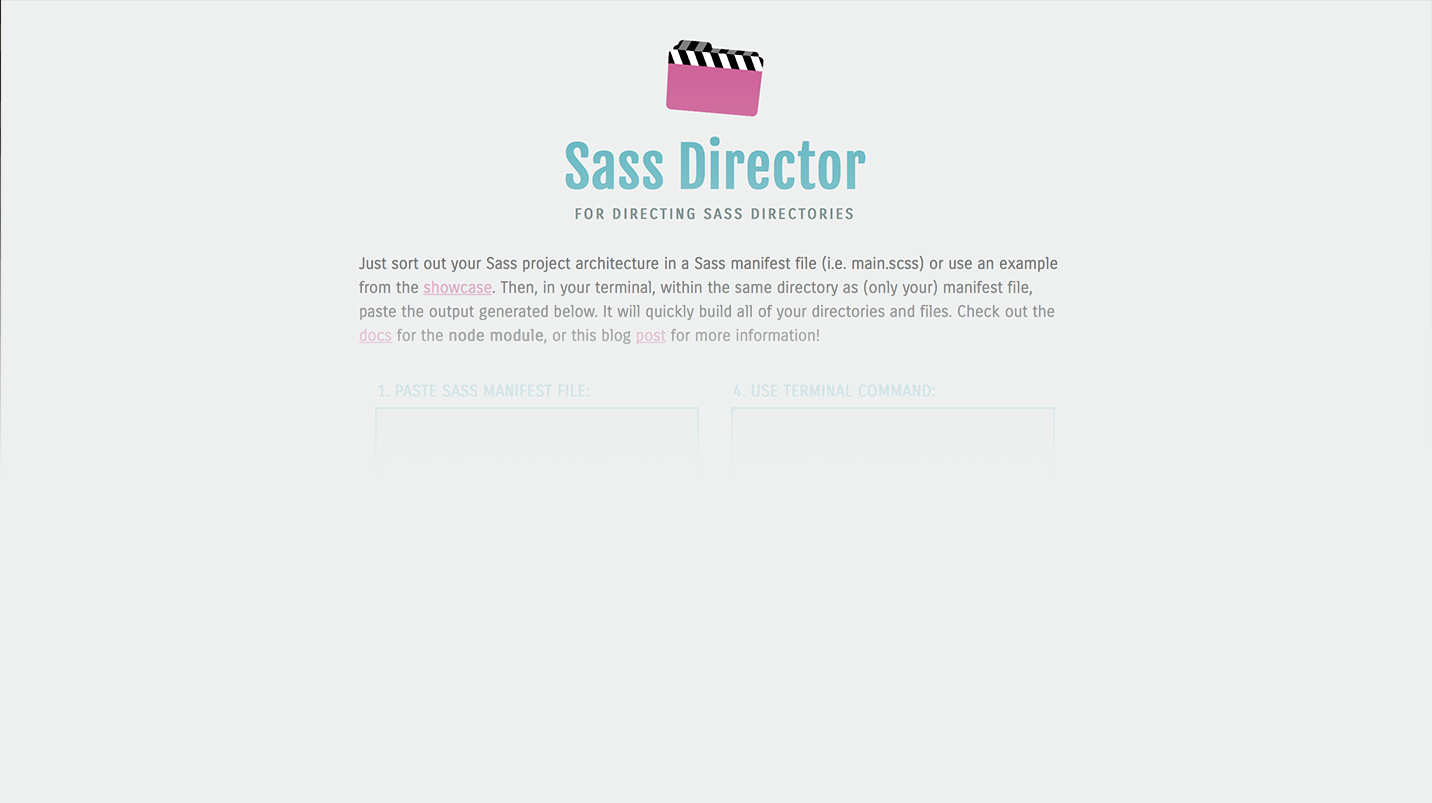 Sass Director
FOR DIRECTING SASS DIRECTORIES
Just sort out your Sass project architecture in a Sass manifest file (i.e. main.scss) or use an example
from the showcase. Then, in your terminal, within the same directory as (only your) manifest file,
paste the output generated below. It will quickly build all of your directories and files. Check out the
docs for the node module, or this blog post for more information!
1. PASTE SASS MANIFEST FILE:
4. USE TERMINAL COMMAND: